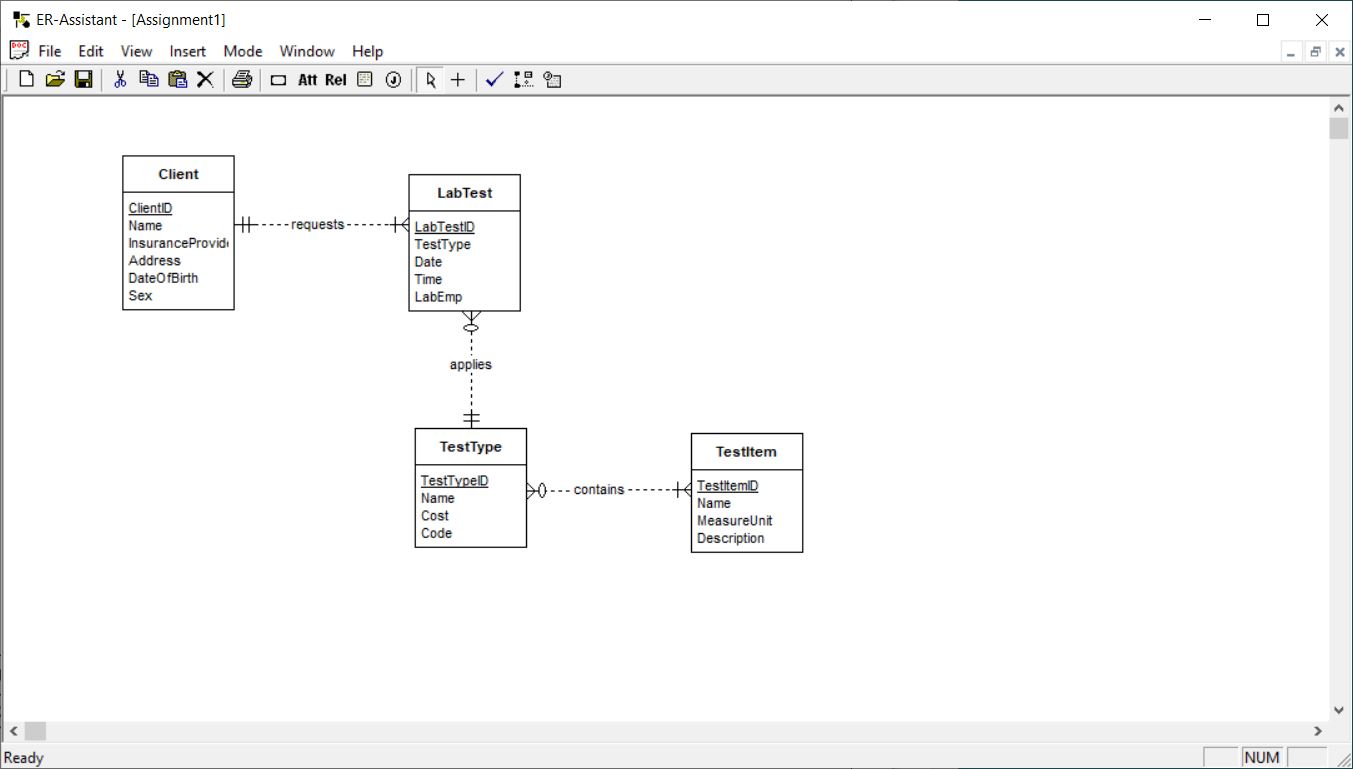 ER-Assistant - [Assignment1]
File Edit View Insert Mode Window Help
DOC
Att Rel
J
Client
ClientID
Name
InsuranceProvide
Address
DateOfBirth
Sex
requests
LabTest
LabTestID
TestType
Date
Time
LabEmp
applies
TestType
TestTypeID
Name
Cost
Code
contains
TestItem
TestItemID
Name
MeasureUnit
Description
Ready
NUM